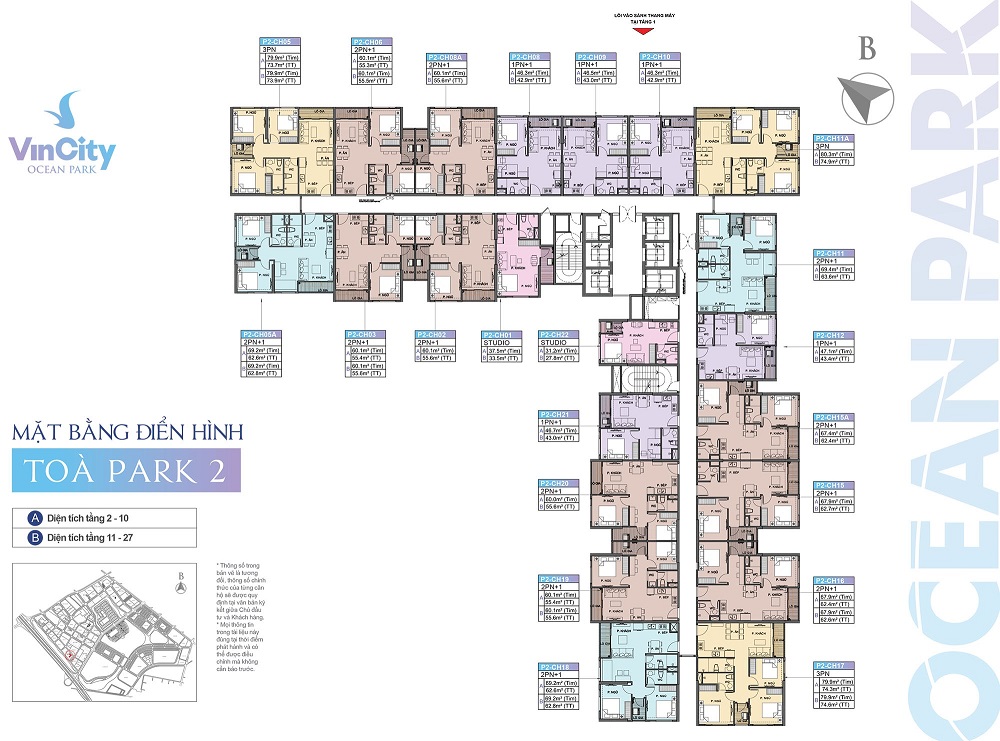 LỐI VÀO SẢNH THANG MÁY
TẠI TẦNG 1
B
VinCity
OCEAN PARK
OCEAN PARK
P2-CH05
3PN
A 79.9m² (Tim)
73.7m² (TT)
B 79.9m² (Tim)
73.9m² (TT)
P2-CH06
2PN+1
A 60.1m² (Tim)
55.3m² (TT)
B 60.1m² (Tim)
55.5m² (TT)
P2-CH08A
2PN+1
A 60.1m² (Tim)
B 55.6m² (TT)
P2-CH08
1PN+1
A 46.3m² (Tim)
B 42.9m² (TT)
P2-CH09
1PN+1
A 46.5m² (Tim)
B 43.0m² (TT)
P2-CH10
1PN+1
A 46.3m² (Tim)
B 42.9m² (TT)
P2-CH11A
3PN
A 80.3m² (Tim)
B 74.9m² (TT)
P2-CH11
2PN+1
A 69.4m² (Tim)
B 63.8m² (TT)
P2-CH12
1PN+1
A 47.1m² (Tim)
B 43.4m² (TT)
P2-CH15A
2PN+1
A 67.4m² (Tim)
B 62.4m² (TT)
P2-CH15
2PN+1
A 67.9m² (Tim)
B 62.7m² (TT)
P2-CH16
2PN+1
A 67.9m² (Tim)
62.4m² (TT)
B 67.9m² (Tim)
62.6m² (TT)
P2-CH17
3PN
A 79.9m² (Tim)
74.3m² (TT)
B 79.9m² (Tim)
74.6m² (TT)
P2-CH05A
2PN+1
A 69.2m² (Tim)
62.6m² (TT)
B 69.2m² (Tim)
62.8m² (TT)
P2-CH03
2PN+1
A 60.1m² (Tim)
55.4m² (TT)
B 60.1m² (Tim)
55.6m² (TT)
P2-CH02
2PN+1
A 60.1m² (Tim)
B 55.6m² (TT)
P2-CH01
STUDIO
A 37.5m² (Tim)
B 33.5m² (TT)
P2-CH22
STUDIO
A 31.2m² (Tim)
B 27.8m² (TT)
P2-CH21
1PN+1
A 46.7m² (Tim)
B 43.0m² (TT)
P2-CH20
2PN+1
A 60.0m² (Tim)
B 55.6m² (TT)
P2-CH19
2PN+1
A 60.1m² (Tim)
55.4m² (TT)
B 60.1m² (Tim)
55.6m² (TT)
P2-CH18
2PN+1
A 69.2m² (Tim)
62.6m² (TT)
B 69.2m² (Tim)
62.8m² (TT)
MẶT BẰNG ĐIỂN HÌNH
TOÀ PARK 2
A Diện tích tầng 2 - 10
B Diện tích tầng 11 - 27
B
* Thông số trong
bản vẽ là tương
đối, thông số chính
thức của từng căn
hộ sẽ được quy
định tại văn bản ký
kết giữa Chủ đầu
tư và Khách hàng.
* Mọi thông tin
trong tài liệu này
đúng tại thời điểm
phát hành và có
thể được điều
chỉnh mà không
cần báo trước.